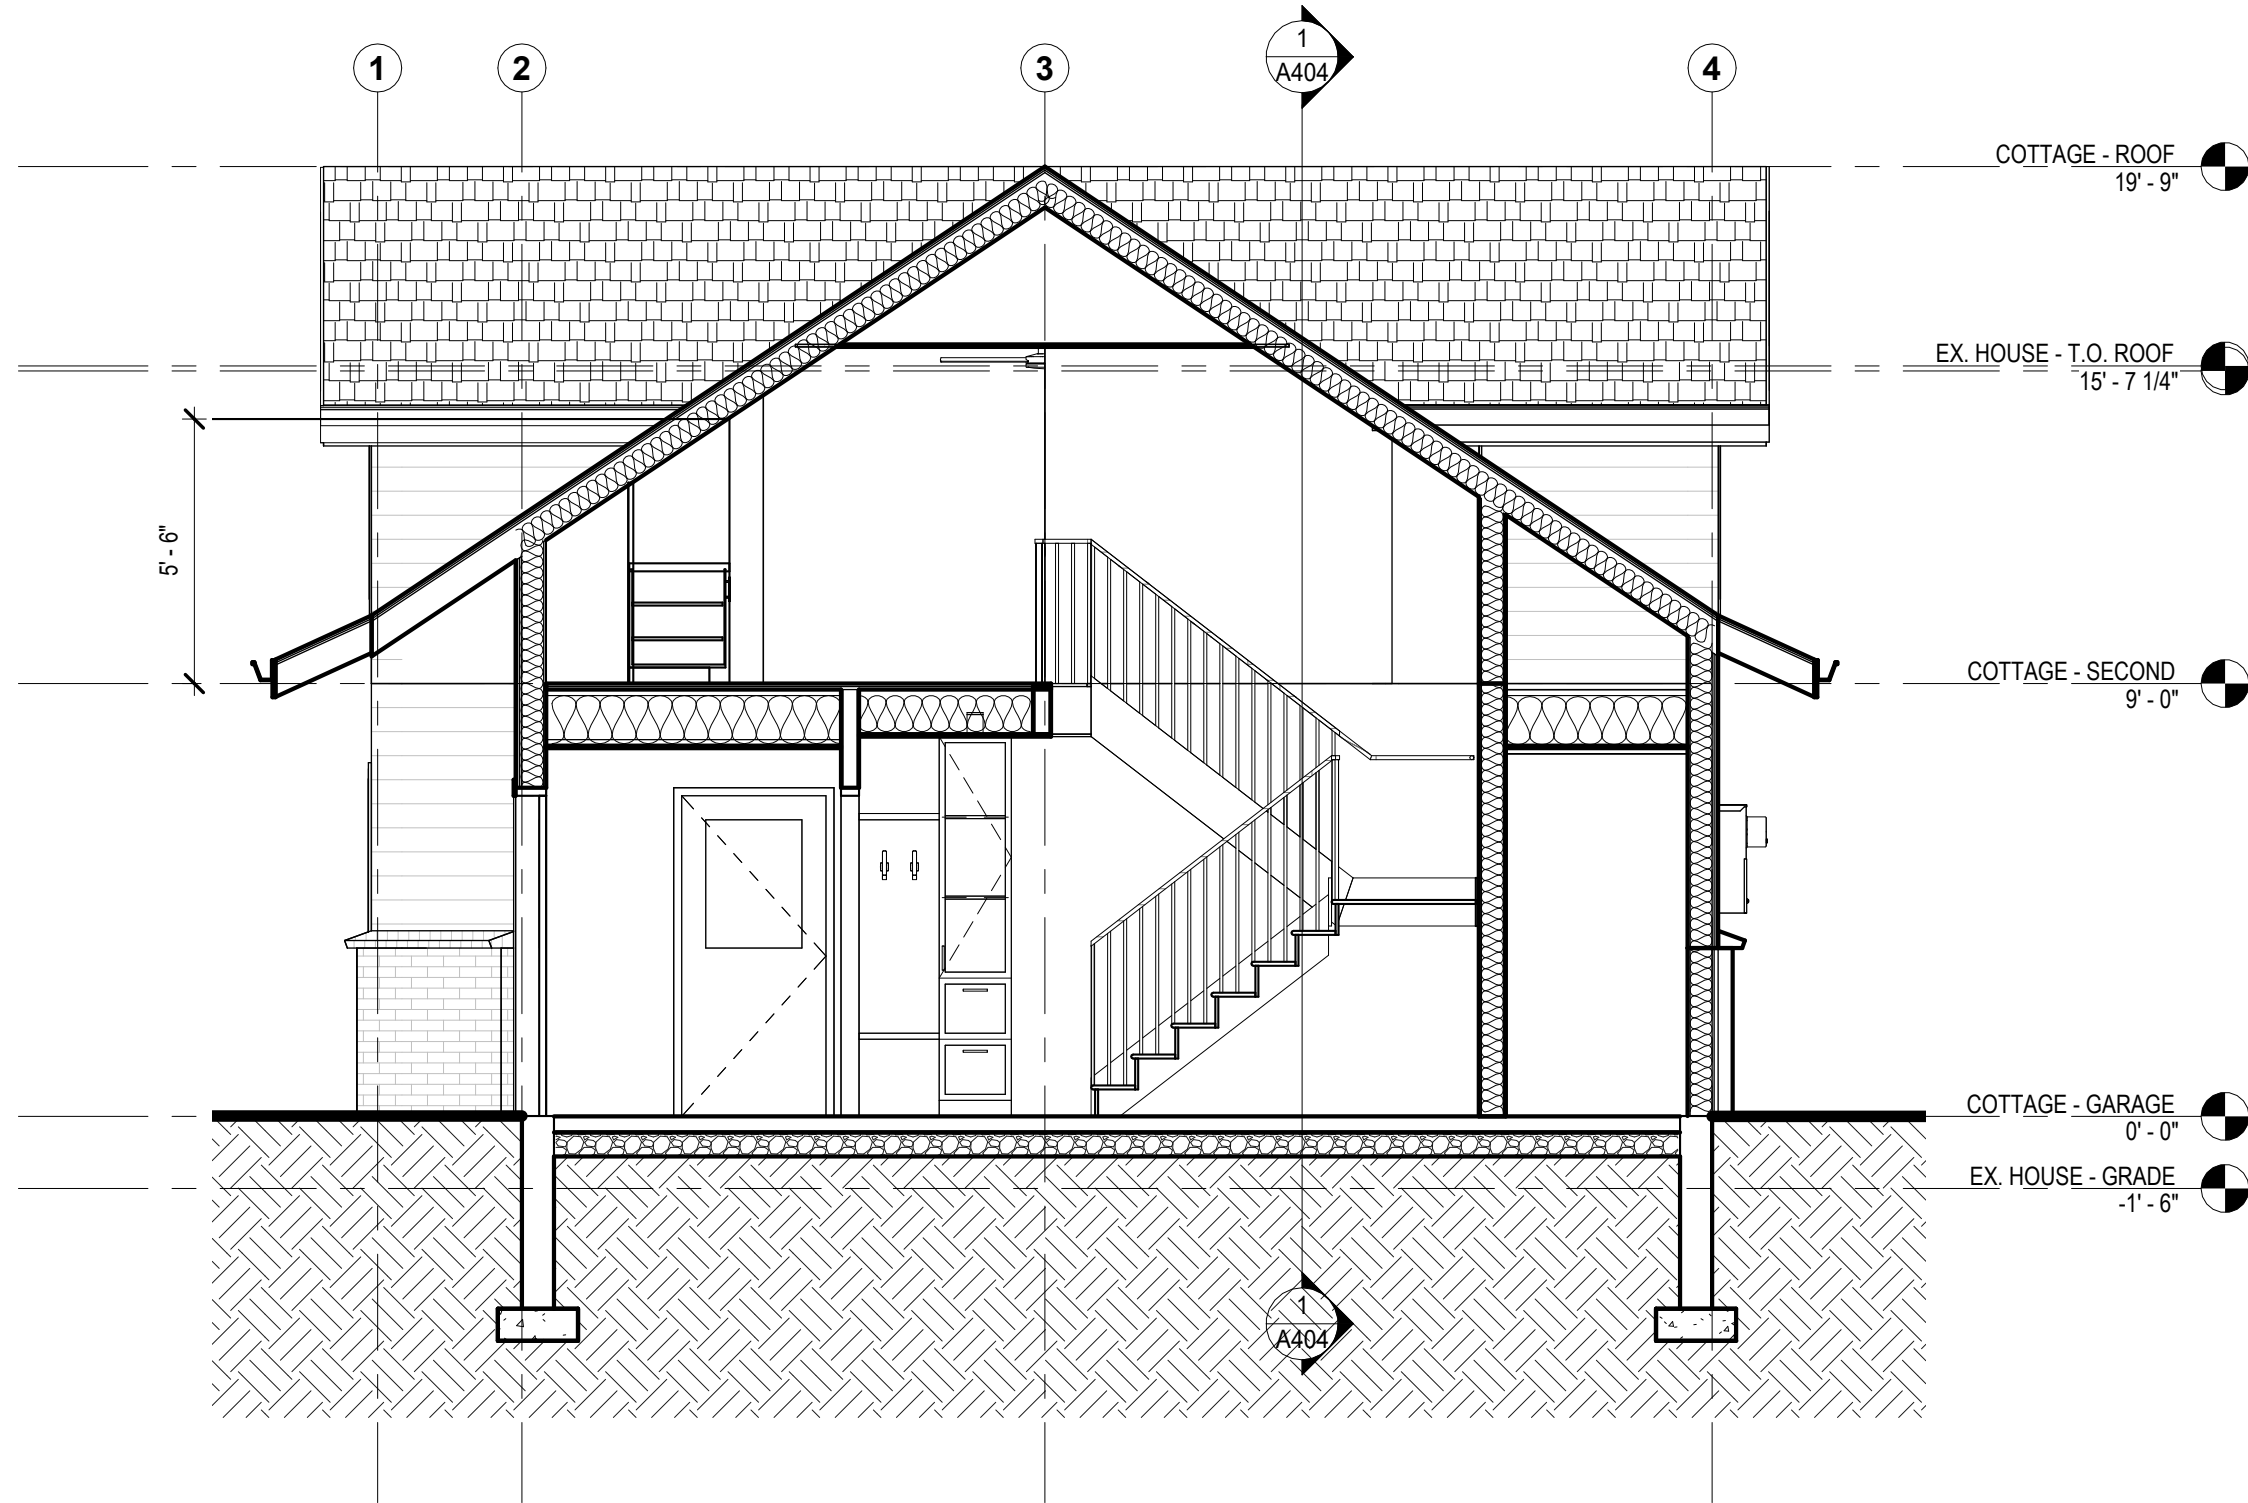 1
2
3
1
A404
4
COTTAGE - ROOF
19' - 9"
EX. HOUSE - T.O. ROOF
15' - 7 1/4"
5' - 6"
COTTAGE - SECOND
9' - 0"
COTTAGE - GARAGE
0' - 0"
EX. HOUSE - GRADE
-1' - 6"
1
A404